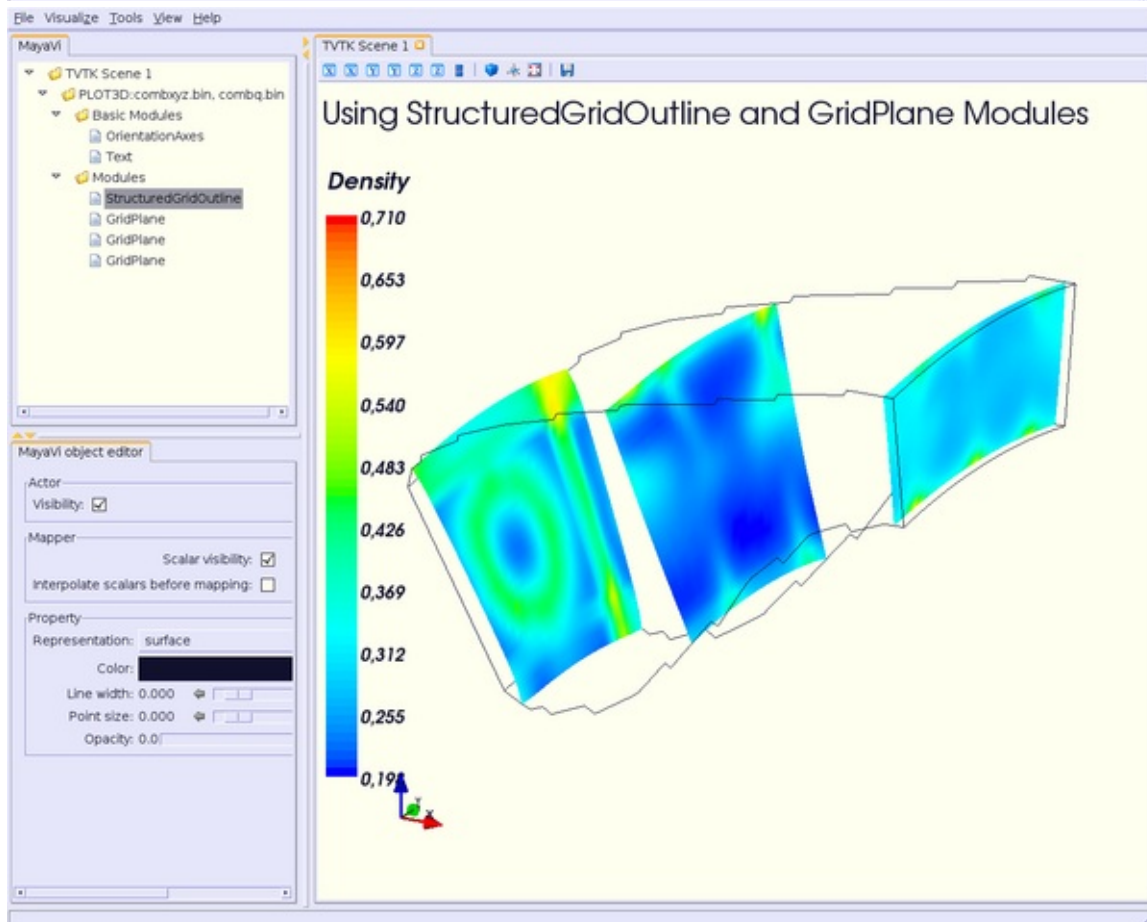 File Visualize Tools View Help
MayaVi
TVTK Scene 1
PLOT3D:combxyz.bin, combq.bin
Basic Modules
OrientationAxes
Text
Modules
StructuredGridOutline
GridPlane
GridPlane
GridPlane
MayaVi object editor
Actor
Visibility:
Mapper
Scalar visibility:
Interpolate scalars before mapping:
Property
Representation: surface
Color:
Line width: 0.000
Point size: 0.000
Opacity: 0.0
TVTK Scene 1
X X Y Y Z Z
Using StructuredGridOutline and GridPlane Modules
Density
0,710
0,653
0,597
0,540
0,483
0,426
0,369
0,312
0,255
0,19
Y
X